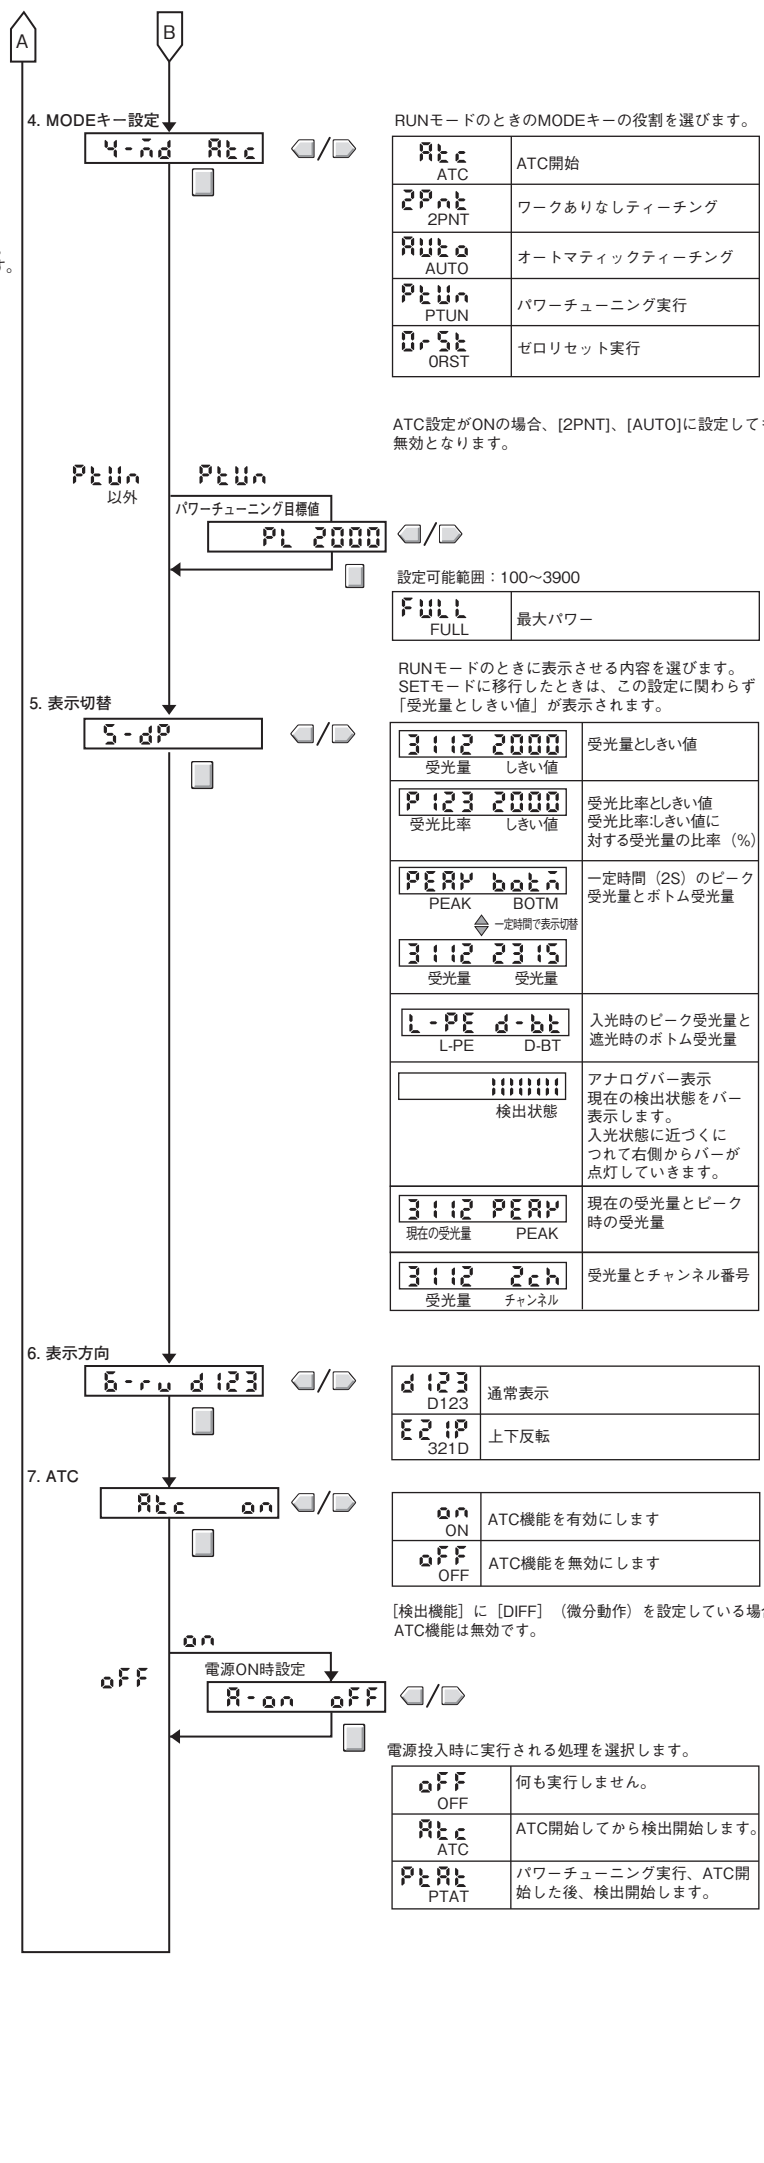 A
B
4. MODEキー設定
RUNモードのときのMODEキーの役割を選びます。
4-md Atc
/
Atc
ATC
ATC開始
2Pnt
2PNT
ワークありなしティーチング
AUto
AUTO
オートマティックティーチング
す。
PtUn
PTUN
パワーチューニング実行
0rSt
0RST
ゼロリセット実行
ATC設定がONの場合、[2PNT]、[AUTO]に設定しても
無効となります。
PtUn
以外
PtUn
パワーチューニング目標値
PL 2000
/
設定可能範囲：100～3900
FULL
FULL
最大パワー
RUNモードのときに表示させる内容を選びます。
SETモードに移行したときは、この設定に関わらず
「受光量としきい値」が表示されます。
5. 表示切替
5-dP
/
3112 2000
受光量 しきい値
受光量としきい値
P123 2000
受光比率 しきい値
受光比率としきい値
受光比率:しきい値に
対する受光量の比率（%）
PEAK botm
PEAK BOTM
一定時間で表示切替
3112 2315
受光量 受光量
一定時間（2S）のピーク
受光量とボトム受光量
L-PE d-bt
L-PE D-BT
入光時のピーク受光量と
遮光時のボトム受光量
検出状態
アナログバー表示
現在の検出状態をバー
表示します。
入光状態に近づくに
つれて右側からバーが
点灯していきます。
3112 PEAK
現在の受光量 PEAK
現在の受光量とピーク
時の受光量
3112 2ch
受光量 チャンネル
受光量とチャンネル番号
6. 表示方向
6-ru d123
/
d123
D123
通常表示
321D
上下反転
7. ATC
Atc on
/
on
ON
ATC機能を有効にします
oFF
OFF
ATC機能を無効にします
［検出機能］に［DIFF］（微分動作）を設定している場合
ATC機能は無効です。
on
oFF
電源ON時設定
A-on oFF
/
電源投入時に実行される処理を選択します。
oFF
OFF
何も実行しません。
Atc
ATC
ATC開始してから検出開始します。
PtAt
PTAT
パワーチューニング実行、ATC開
始した後、検出開始します。